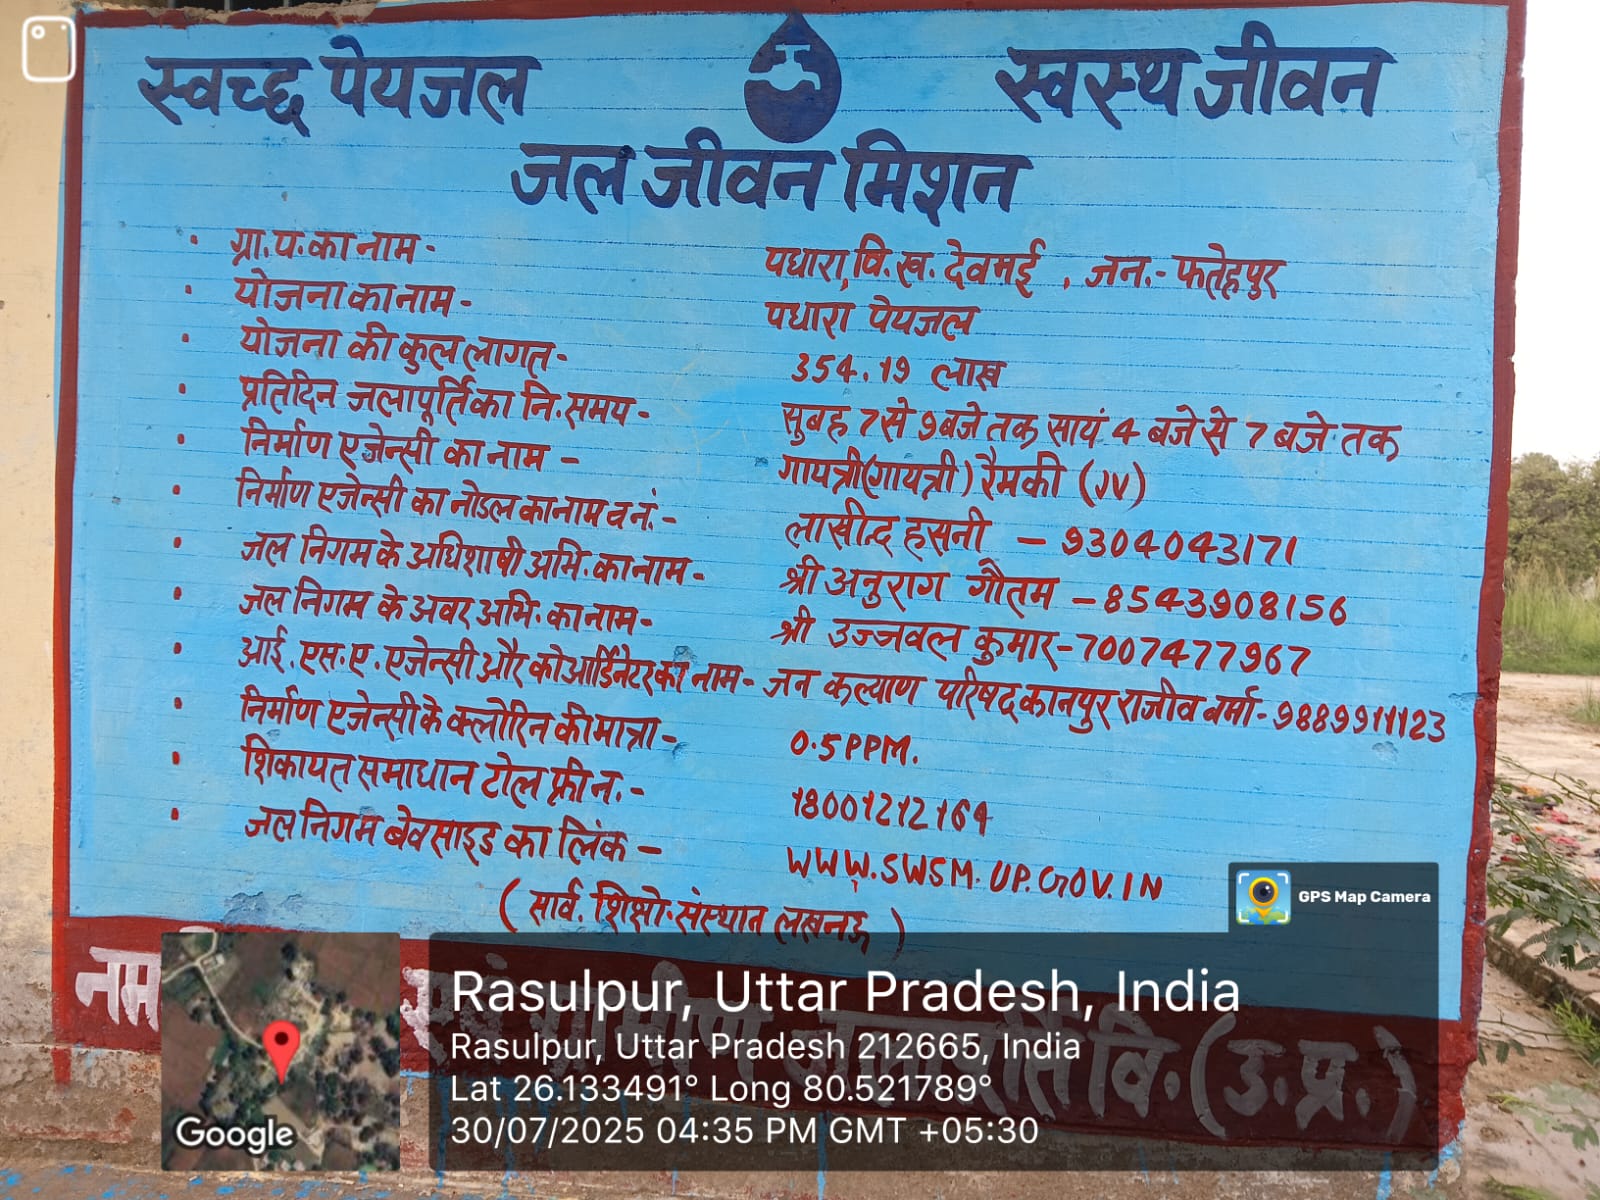 स्वच्छ पेयजल स्वस्थ जीवन
जल जीवन मिशन
• ग्रा.प. का नाम - पधारा, वि.ख. देवमई , जन.- फतेहपुर
• योजना का नाम - पधारा पेयजल
• योजना की कुल लागत - 354.19 लाख
• प्रतिदिन जलापूर्ति का नि.समय - सुबह 7 से 9 बजे तक सायं 4 बजे से 7 बजे तक
• निर्माण एजेन्सी का नाम - गायत्री(गायत्री) रैमकी (JV)
• निर्माण एजेन्सी का नोडल का नाम व नं.- लासीन्द हसनी - 9304043171
• जल निगम के अधिशाषी अभि. का नाम - श्री अनुराग गौतम - 8543908156
• जल निगम के अवर अभि. का नाम - श्री उज्जवल कुमार - 7007477967
• आई.एस.ए. एजेन्सी और कोआर्डिनेटर का नाम - जन कल्याण परिषद कानपुर राजीव वर्मा - 9889911123
• निर्माण एजेन्सी के क्लोरिन की मात्रा - 0.5 PPM.
• शिकायत समाधान टोल फ्री न. - 18001212164
• जल निगम बेवसाइड का लिंक - WWW.SWSM.UP.GOV.IN
( सार्व. शिक्षो. संस्थान लखनऊ )
नाम ग्रामीण वि. (उ.प्र.)
GPS Map Camera
Rasulpur, Uttar Pradesh, India
Rasulpur, Uttar Pradesh 212665, India
Lat 26.133491° Long 80.521789°
30/07/2025 04:35 PM GMT +05:30
Google